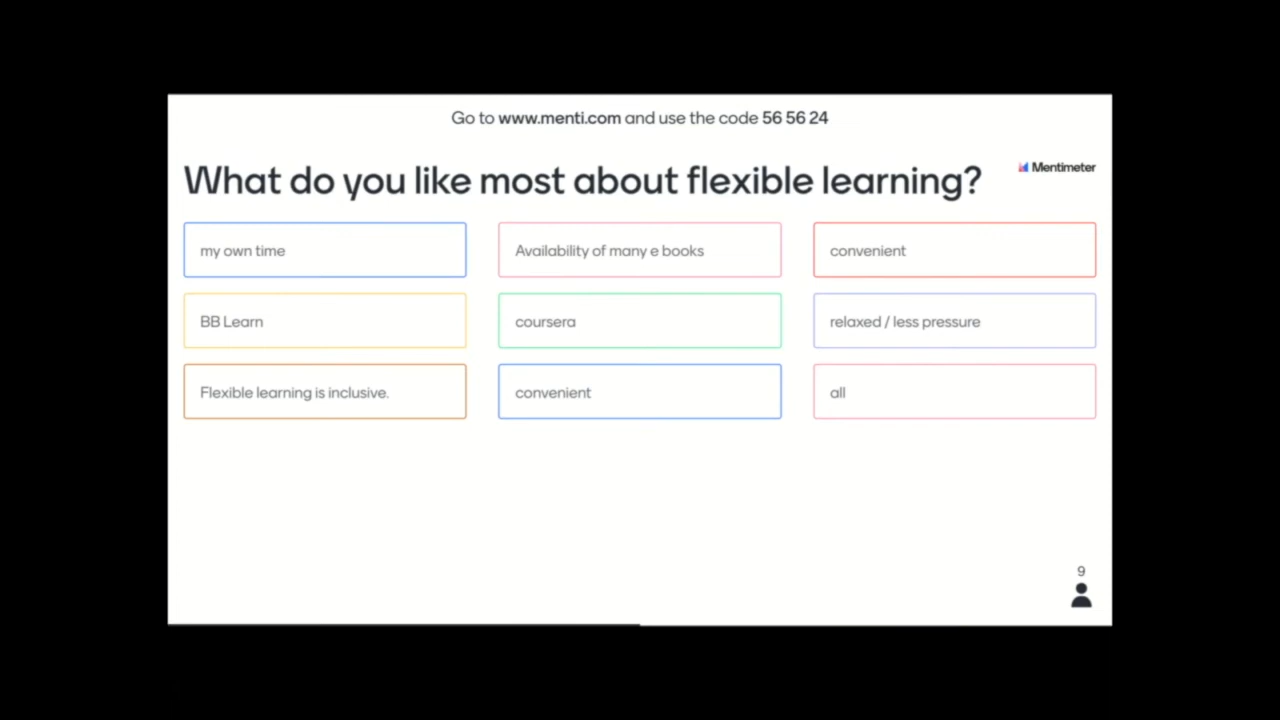 Go to www.menti.com and use the code 56 56 24
What do you like most about flexible learning?
Mentimeter
my own time
Availability of many e books
convenient
BB Learn
coursera
relaxed / less pressure
Flexible learning is inclusive.
convenient
all
9